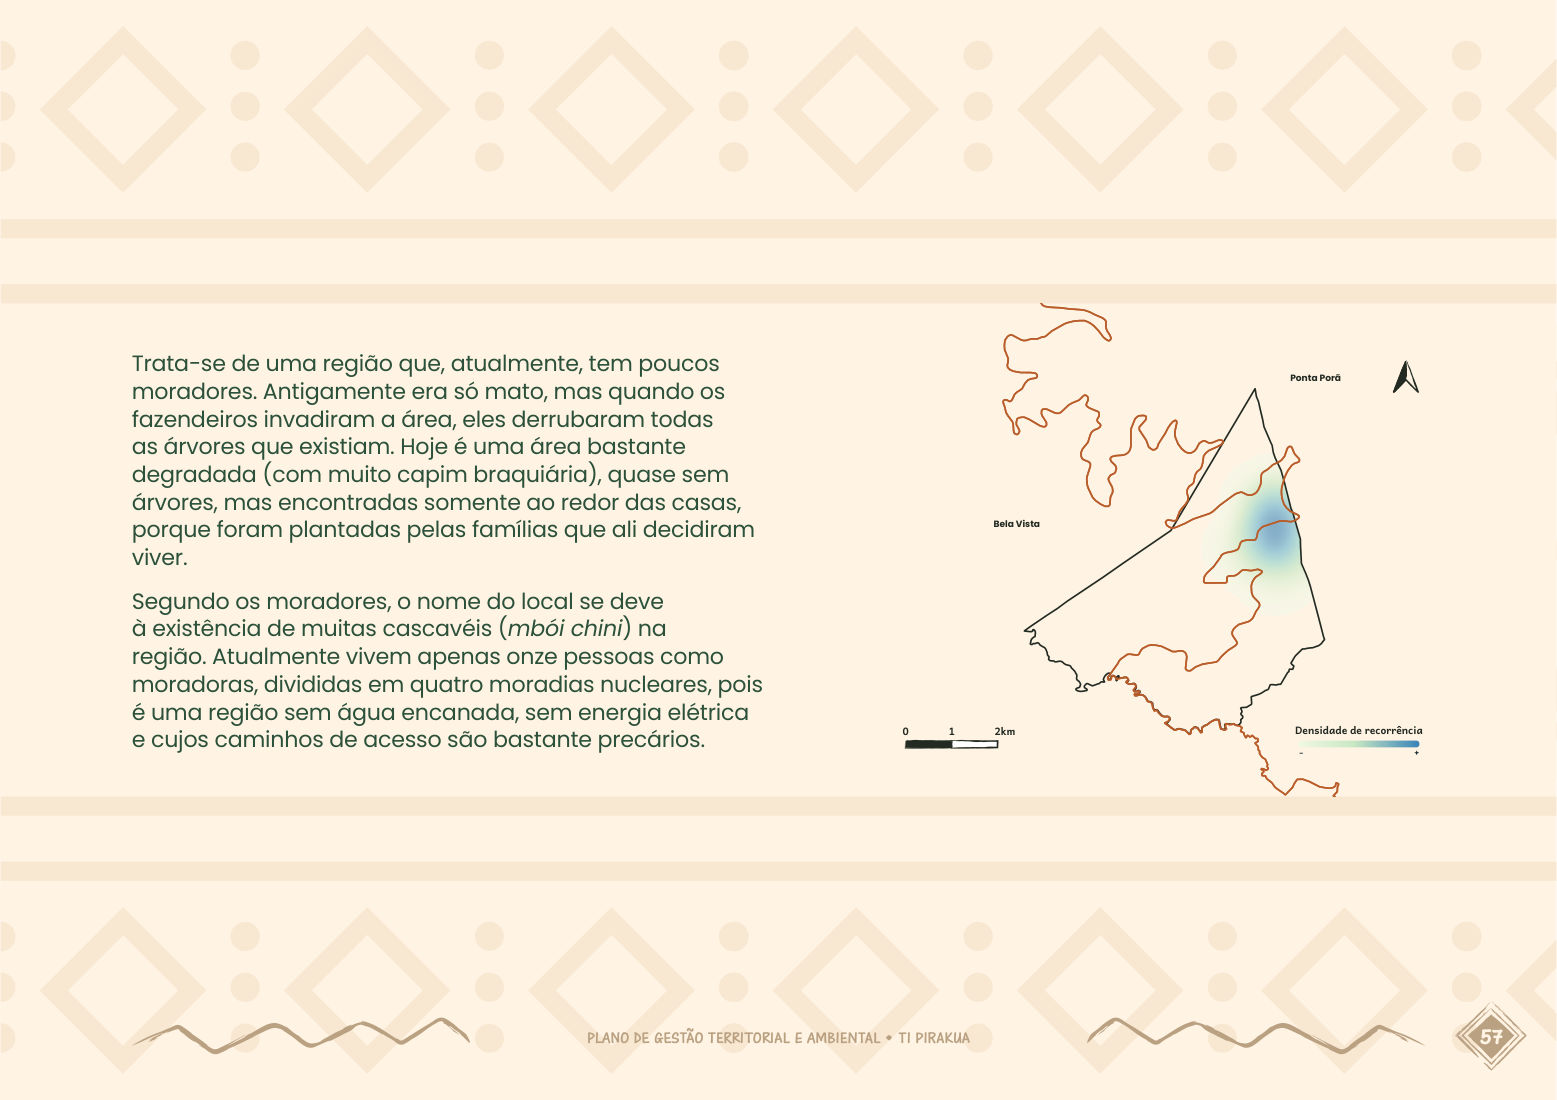 Trata-se de uma região que, atualmente, tem poucos
moradores. Antigamente era só mato, mas quando os
fazendeiros invadiram a área, eles derrubaram todas
as árvores que existiam. Hoje é uma área bastante
degradada (com muito capim braquiária), quase sem
árvores, mas encontradas somente ao redor das casas,
porque foram plantadas pelas famílias que ali decidiram
viver.
Segundo os moradores, o nome do local se deve
à existência de muitas cascavéis (mbói chini) na
região. Atualmente vivem apenas onze pessoas como
moradoras, divididas em quatro moradias nucleares, pois
é uma região sem água encanada, sem energia elétrica
e cujos caminhos de acesso são bastante precários.
Ponta Porã
Bela Vista
0 1 2km
Densidade de recorrência
- +
PLANO DE GESTÃO TERRITORIAL E AMBIENTAL • TI PIRAKUA
57